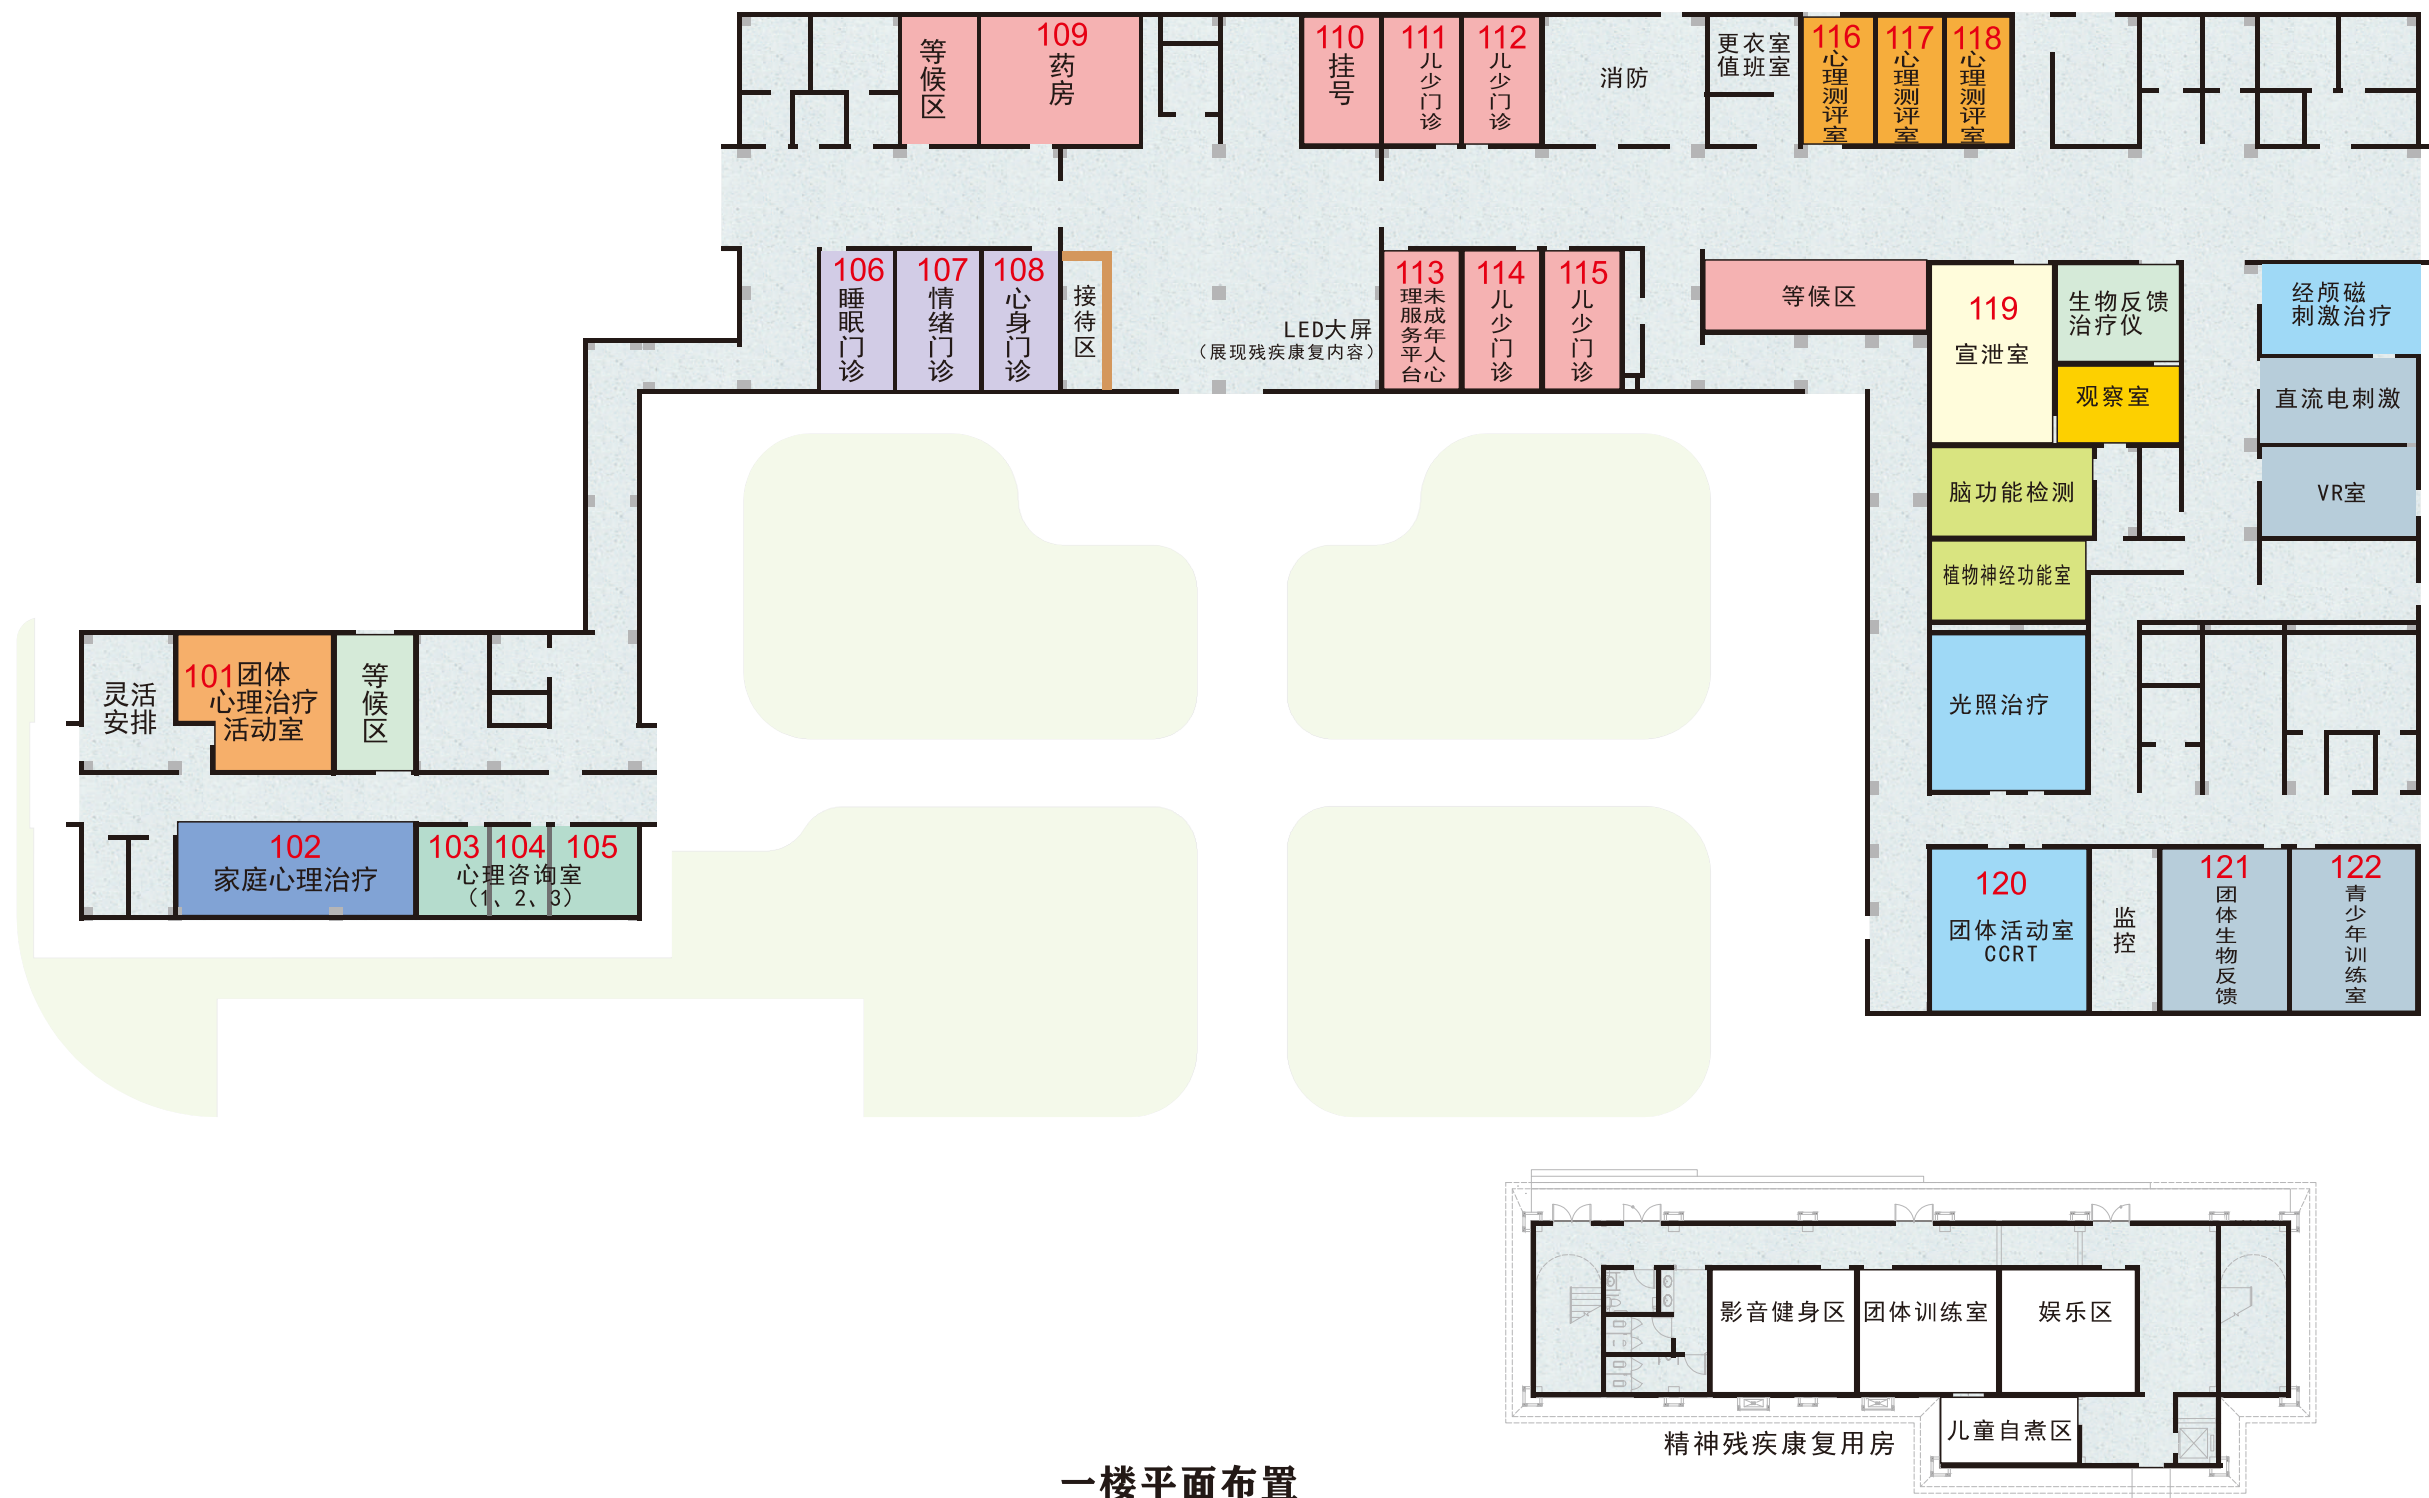 等候区
109
药房
110
挂号
111
儿少门诊
112
儿少门诊
消防
更衣室
值班室
116
心理测评室
117
心理测评室
118
心理测评室
106
睡眠门诊
107
情绪门诊
108
心身门诊
接待区
LED大屏
（展现残疾康复内容）
113
未成年人心
理服务平台
114
儿少门诊
115
儿少门诊
等候区
119
宣泄室
生物反馈
治疗仪
观察室
经颅磁
刺激治疗
直流电刺激
VR室
脑功能检测
植物神经功能室
光照治疗
灵活
安排
101团体
心理治疗
活动室
等候区
102
家庭心理治疗
103
104
105
心理咨询室
（1、2、3）
120
团体活动室
CCRT
监控
121
团体生物反馈
122
青少年训练室
影音健身区
团体训练室
娱乐区
儿童自煮区
精神残疾康复用房
一楼平面布置